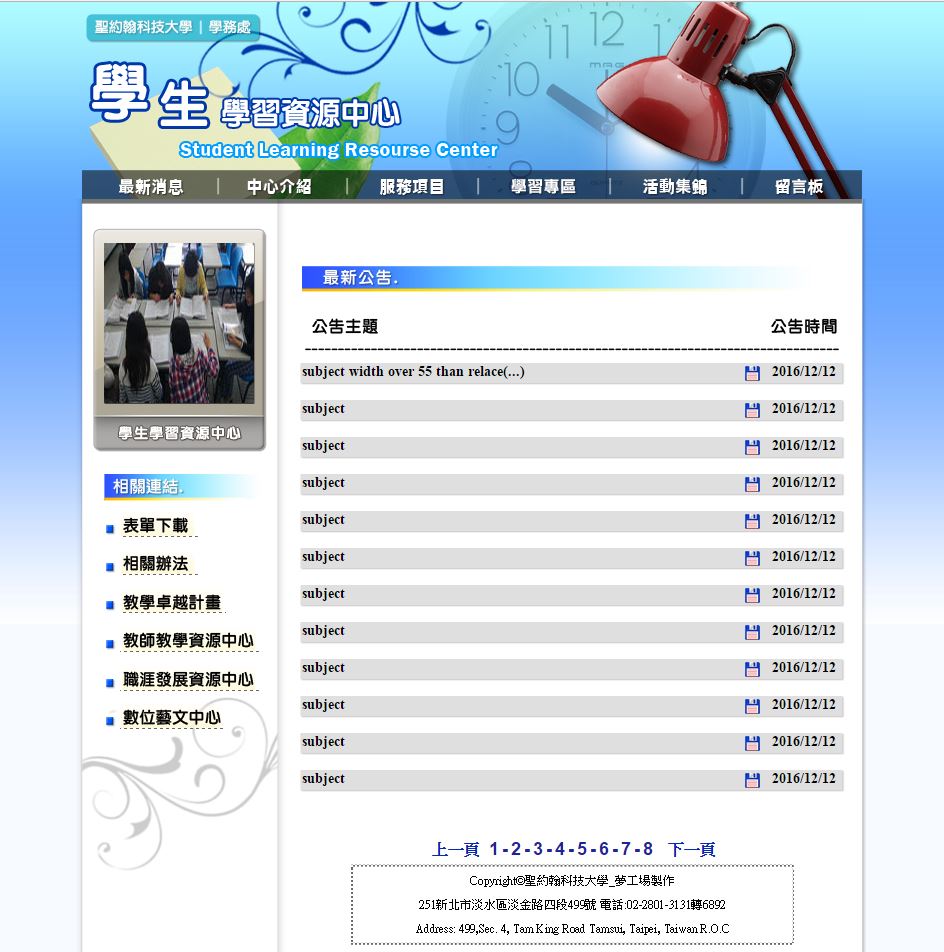 聖約翰科技大學 | 學務處
學生 學習資源中心
Student Learning Resourse Center
最新消息 | 中心介紹 | 服務項目 | 學習專區 | 活動集錦 | 留言板
學生學習資源中心
相關連結.
表單下載
相關辦法
教學卓越計畫
教師教學資源中心
職涯發展資源中心
數位藝文中心
最新公告.
公告主題 公告時間
subject width over 55 than relace(...) 2016/12/12
subject 2016/12/12
subject 2016/12/12
subject 2016/12/12
subject 2016/12/12
subject 2016/12/12
subject 2016/12/12
subject 2016/12/12
subject 2016/12/12
subject 2016/12/12
subject 2016/12/12
subject 2016/12/12
上一頁 1 - 2 - 3 - 4 - 5 - 6 - 7 - 8 下一頁
Copyright©聖約翰科技大學_夢工場製作
251新北市淡水區淡金路四段499號 電話:02-2801-3131轉6892
Address: 499,Sec. 4, Tam King Road Tamsui, Taipei, Taiwan R.O.C